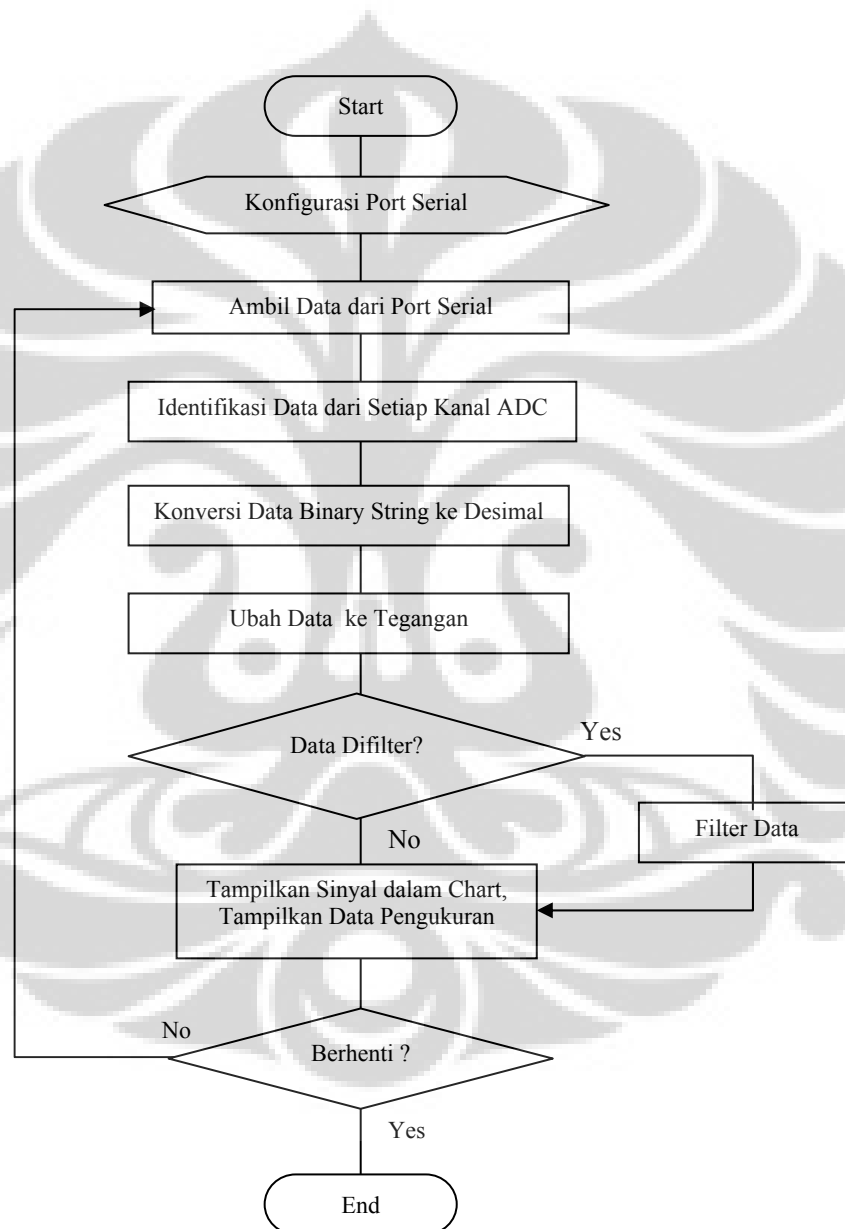 Start
Konfigurasi Port Serial
Ambil Data dari Port Serial
Identifikasi Data dari Setiap Kanal ADC
Konversi Data Binary String ke Desimal
Ubah Data ke Tegangan
Data Difilter?
Yes
Filter Data
No
Tampilkan Sinyal dalam Chart,
Tampilkan Data Pengukuran
No
Berhenti ?
Yes
End